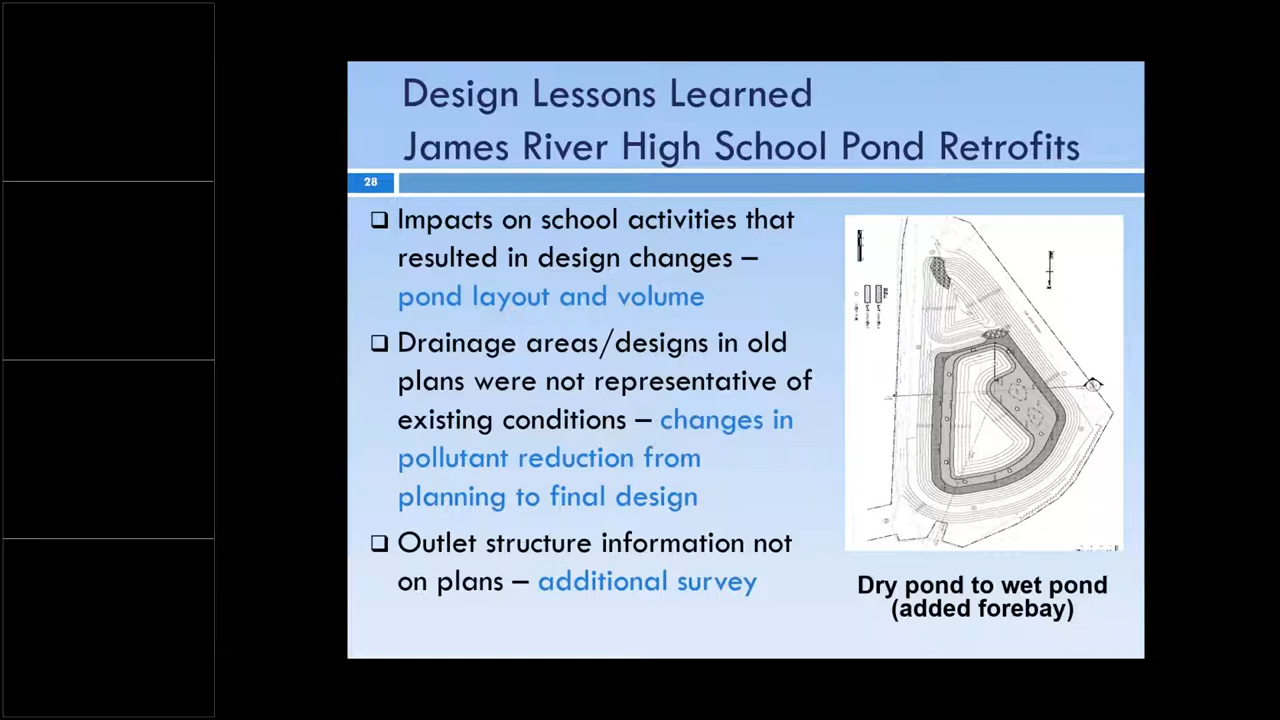 Design Lessons Learned
James River High School Pond Retrofits
28
❑ Impacts on school activities that
resulted in design changes –
pond layout and volume
❑ Drainage areas/designs in old
plans were not representative of
existing conditions – changes in
pollutant reduction from
planning to final design
❑ Outlet structure information not
on plans – additional survey
Dry pond to wet pond
(added forebay)